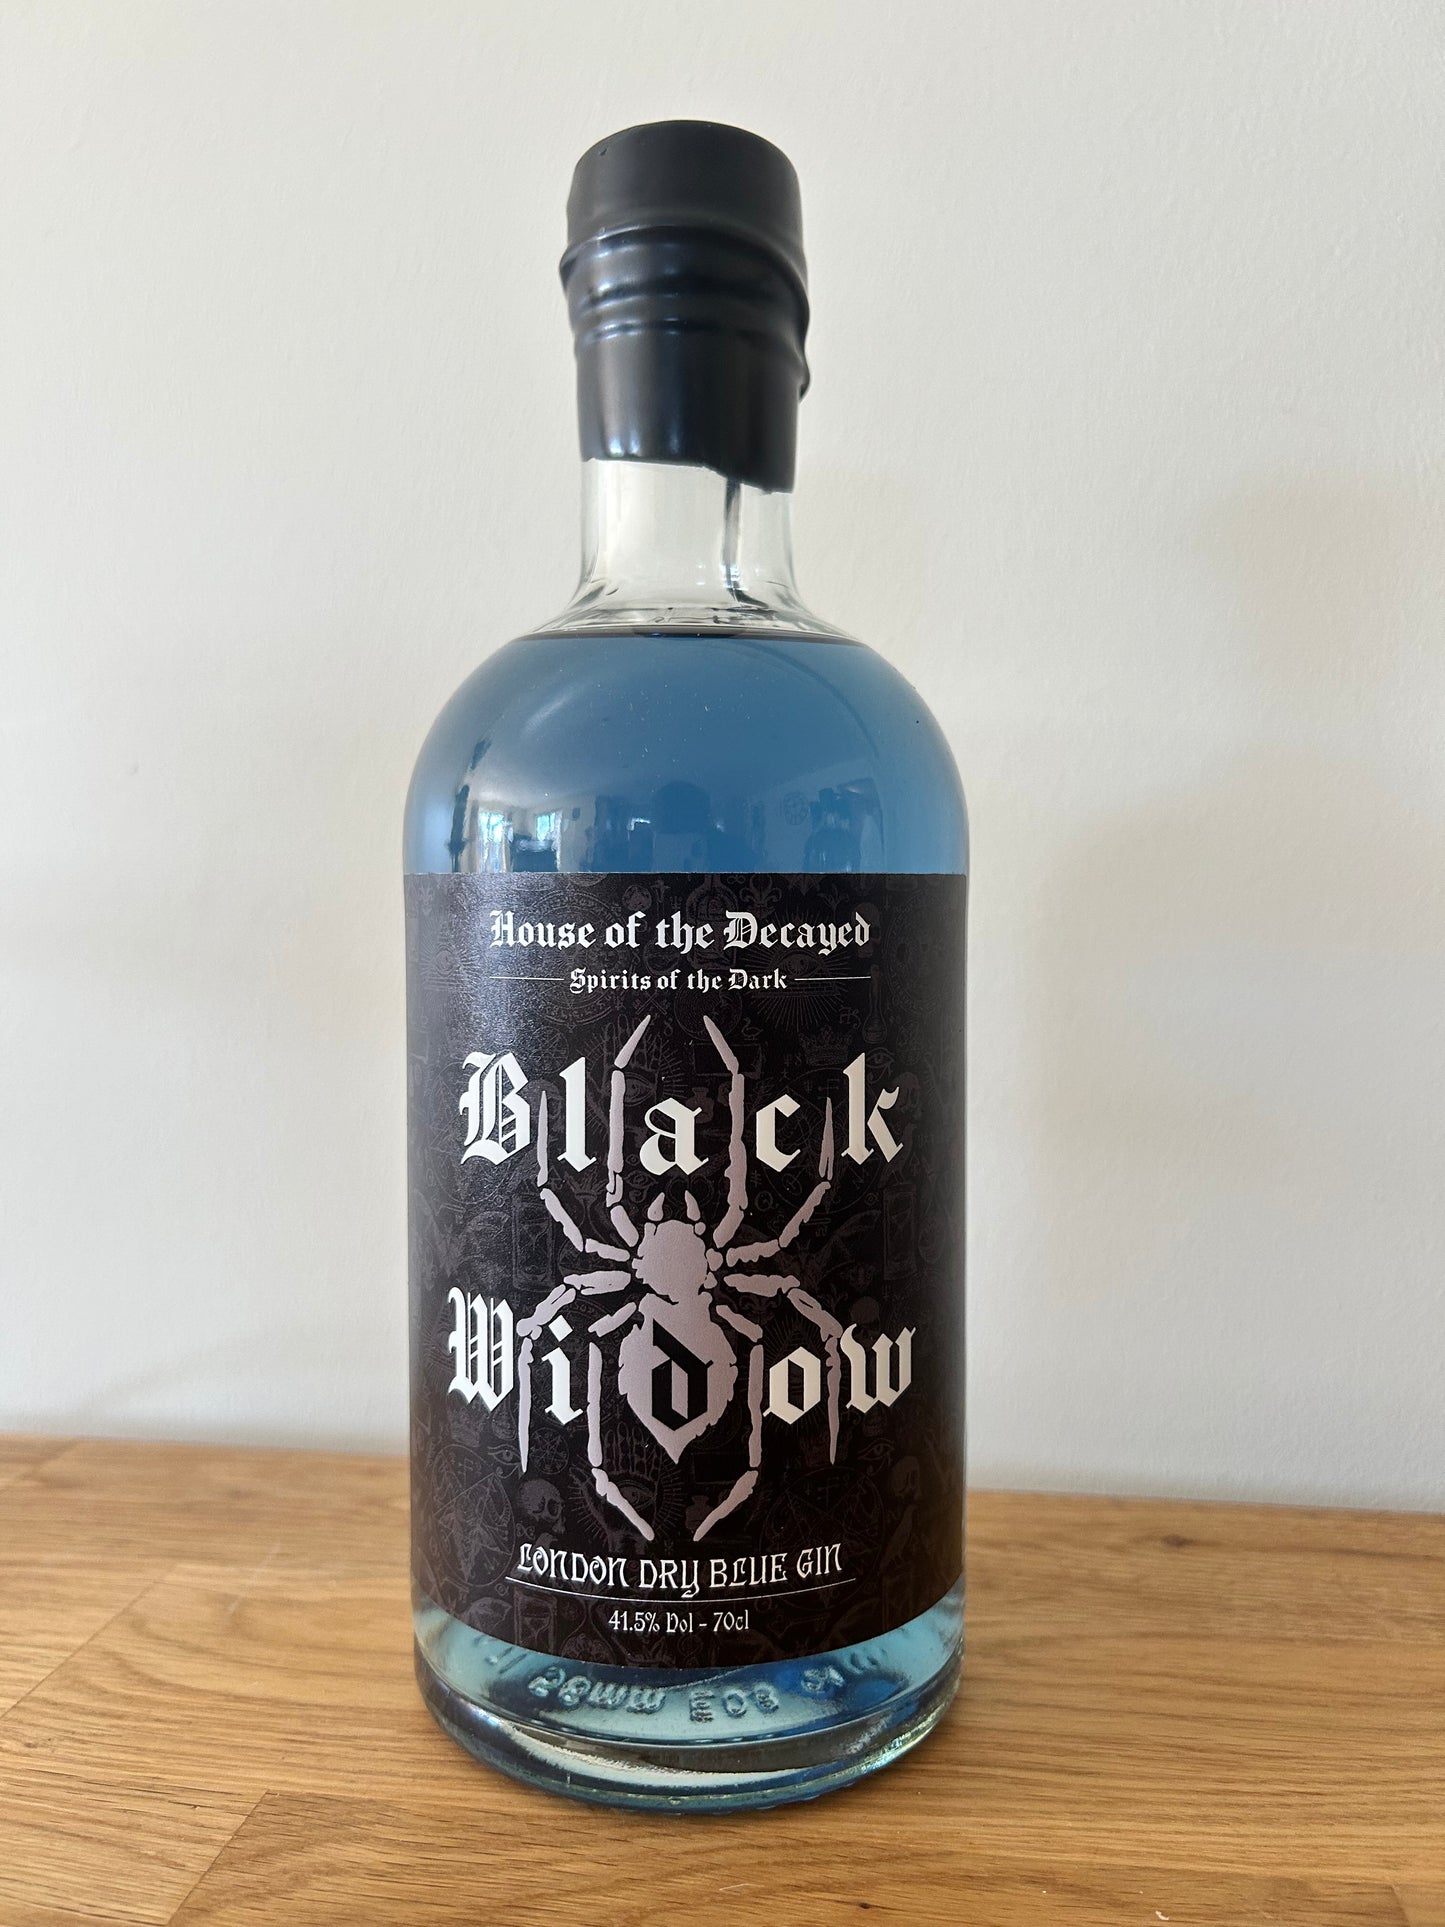 House of the Decayed
Spirits of the Dark
Black
Widow
LONDON DRY BLUE GIN
41.5% Vol - 70cl